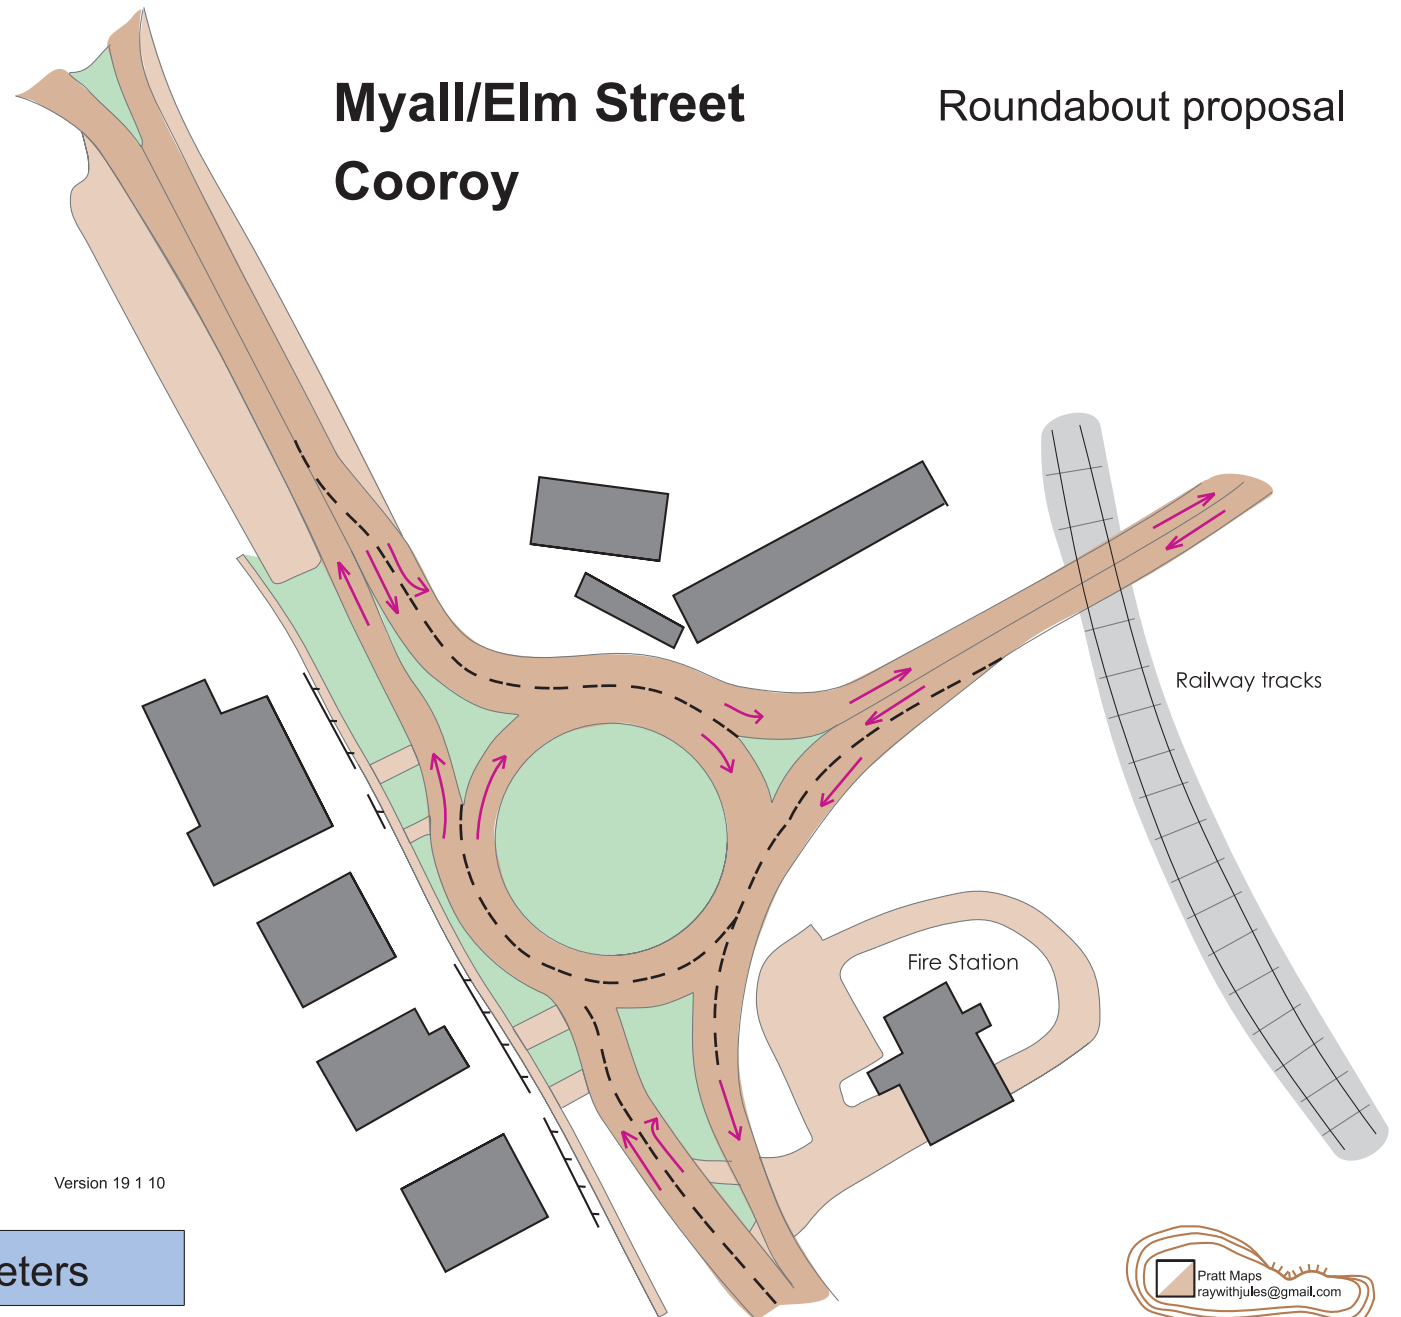 Myall/Elm Street
Cooroy
Roundabout proposal
Railway tracks
Fire Station
Version 19 1 10
eters
Pratt Maps
raywithjules@gmail.com